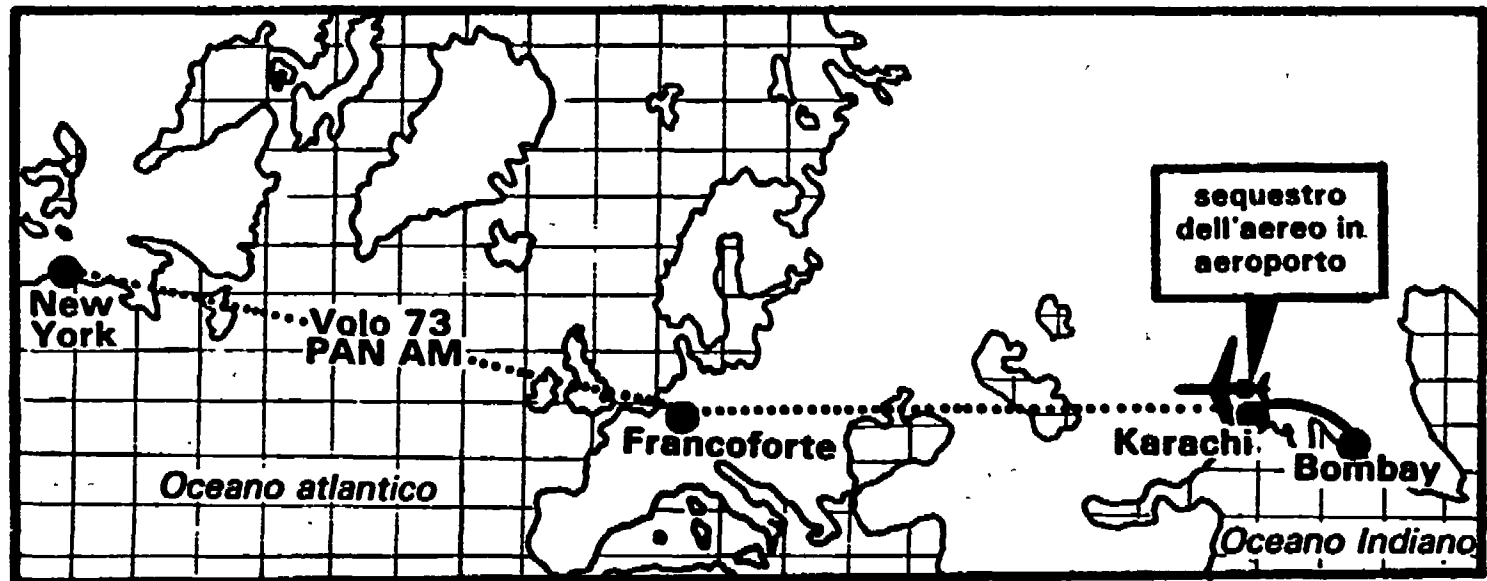 sequestro
dell'aereo in
aeroporto
New
York
Volo 73
PAN AM
Francoforte
Karachi
Bombay
Oceano atlantico
Oceano Indiano